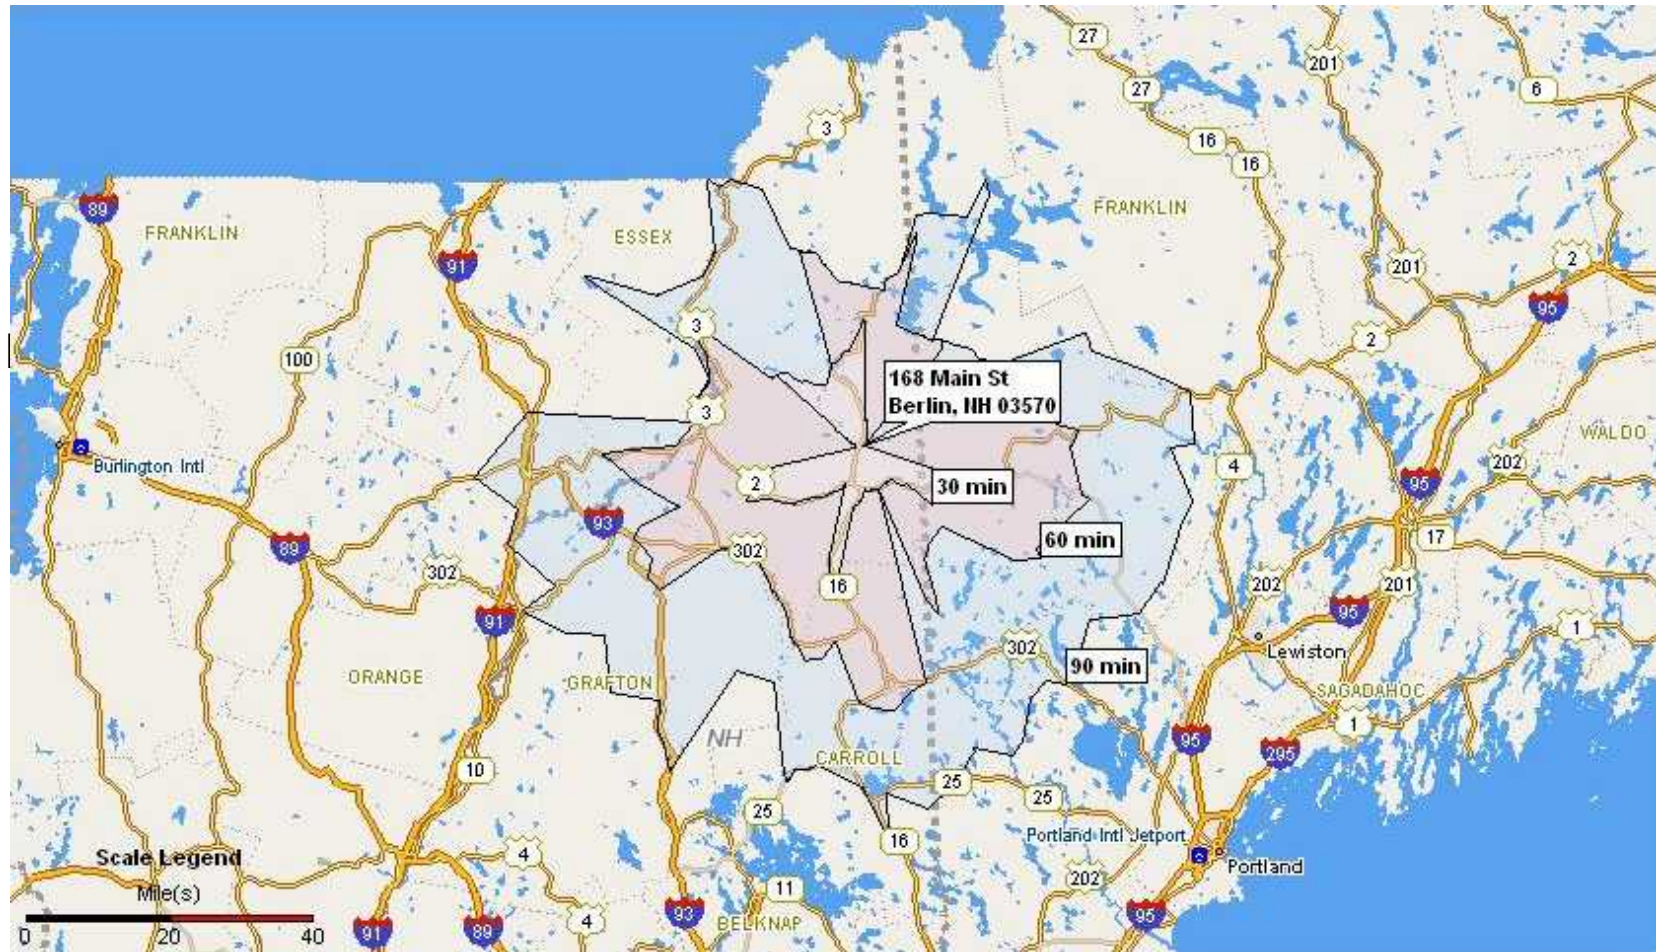 27
201
27
6
3
16
16
89
FRANKLIN
ESSEX
FRANKLIN
91
201
2
95
3
2
100
168 Main St
Berlin, NH 03570
3
WALDO
Burlington Intl
4
202
2
30 min
95
93
60 min
17
89
302
302
16
202
201
95
91
1
302
Lewiston
90 min
ORANGE
GRAFTON
SAGADAHOC
1
NH
95
295
CARROLL
10
25
25
25
Portland Intl Jetport
16
Portland
4
Scale Legend
Mile(s)
202
11
93
95
4
BELKNAP
91
89
0 20 40